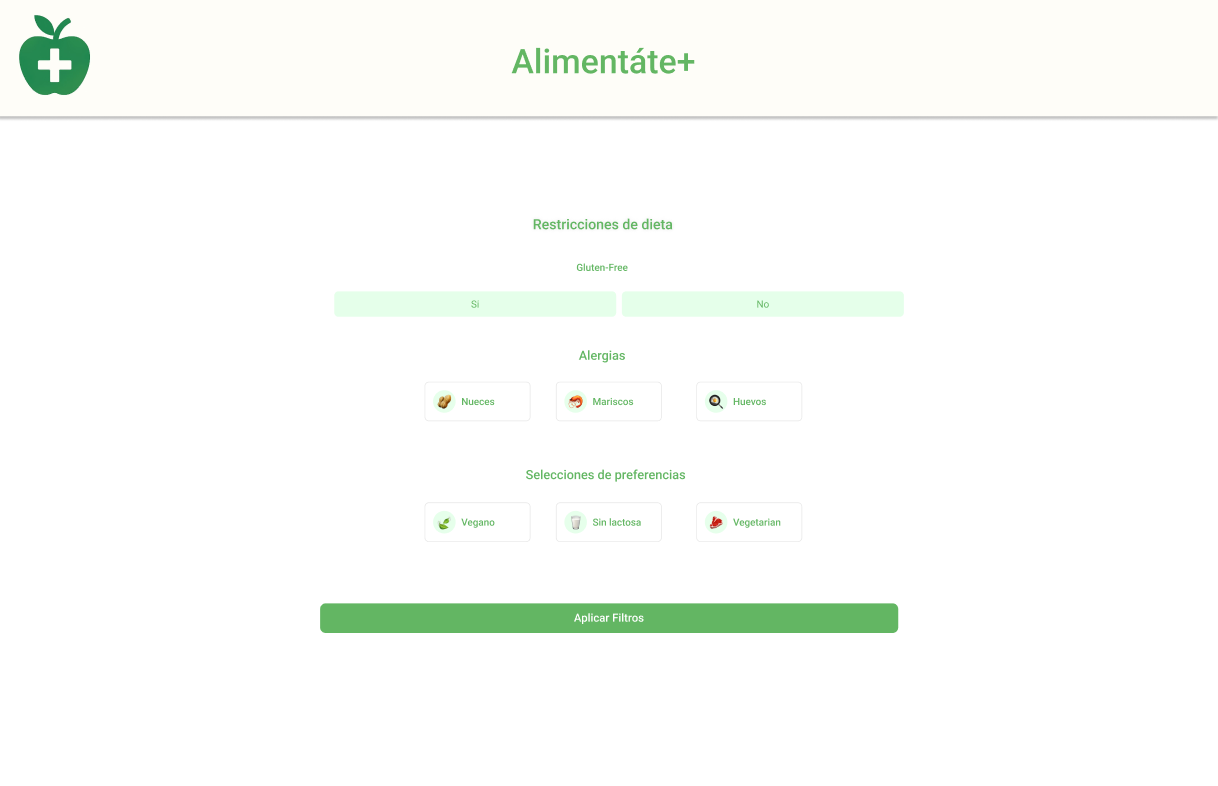 Alimentáte+
Restricciones de dieta
Gluten-Free
Si No
Alergias
Nueces Mariscos Huevos
Selecciones de preferencias
Vegano Sin lactosa Vegetarian
Aplicar Filtros